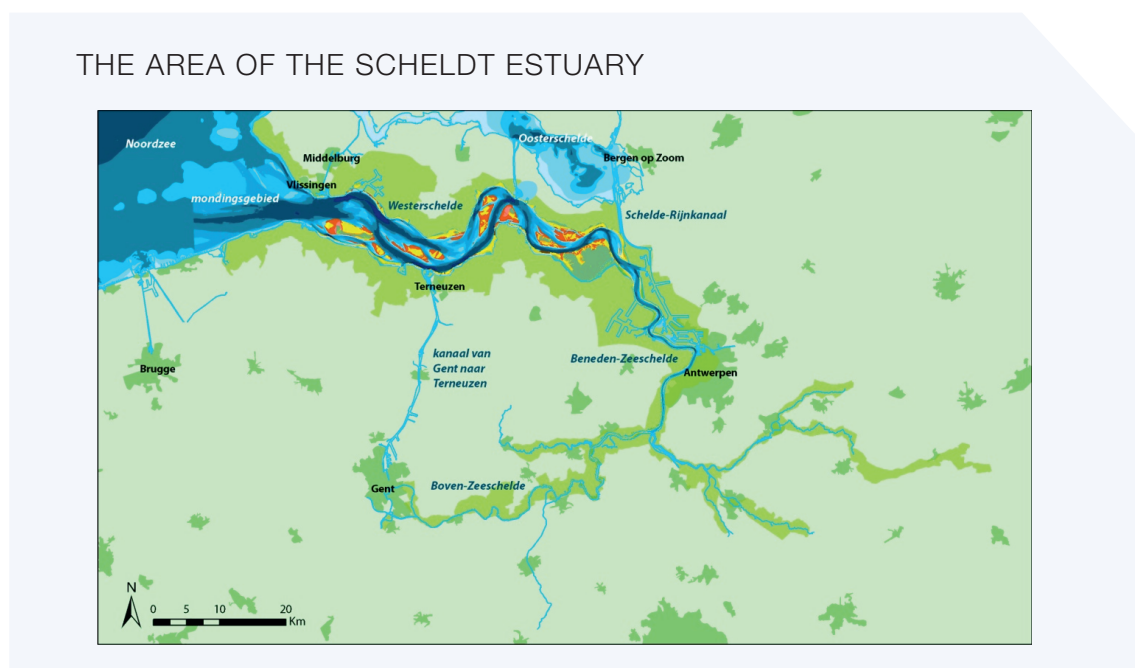 THE AREA OF THE SCHELDT ESTUARY
Noordzee
Oosterschelde
Middelburg
Bergen op Zoom
Vlissingen
mondingsgebied
Westerschelde
Schelde-Rijnkanaal
Terneuzen
kanaal van
Gent naar
Terneuzen
Beneden-Zeeschelde
Brugge
Antwerpen
Gent
Boven-Zeeschelde
N
0 5 10 20
Km